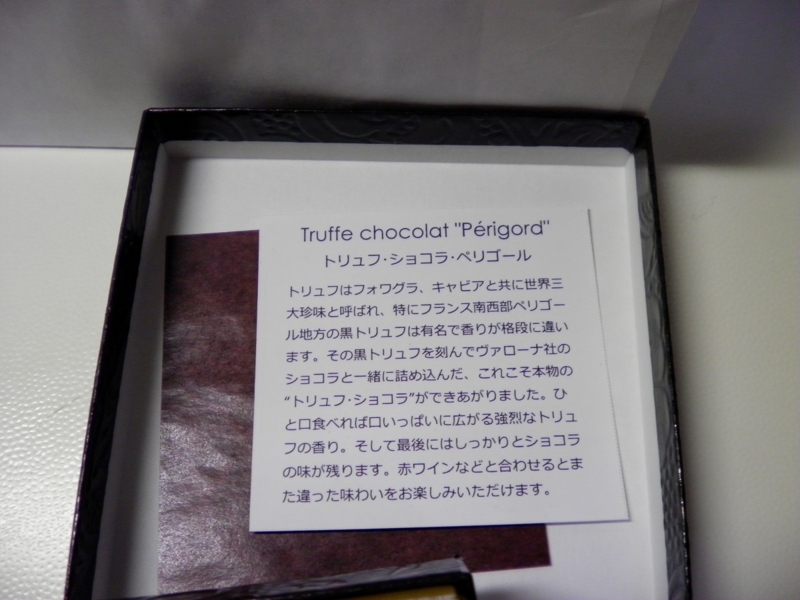 Truffe chocolat "Périgord"
トリュフ･ショコラ･ペリゴール
トリュフはフォワグラ、キャビアと共に世界三
大珍味と呼ばれ、特にフランス南西部ペリゴー
ル地方の黒トリュフは有名で香りが格段に違い
ます。その黒トリュフを刻んでヴァローナ社の
ショコラと一緒に詰め込んだ、これこそ本物の
“トリュフ･ショコラ”ができあがりました。ひ
と口食べれば口いっぱいに広がる強烈なトリュ
フの香り。そして最後にはしっかりとショコラ
の味が残ります。赤ワインなどと合わせるとま
た違った味わいをお楽しみいただけます。